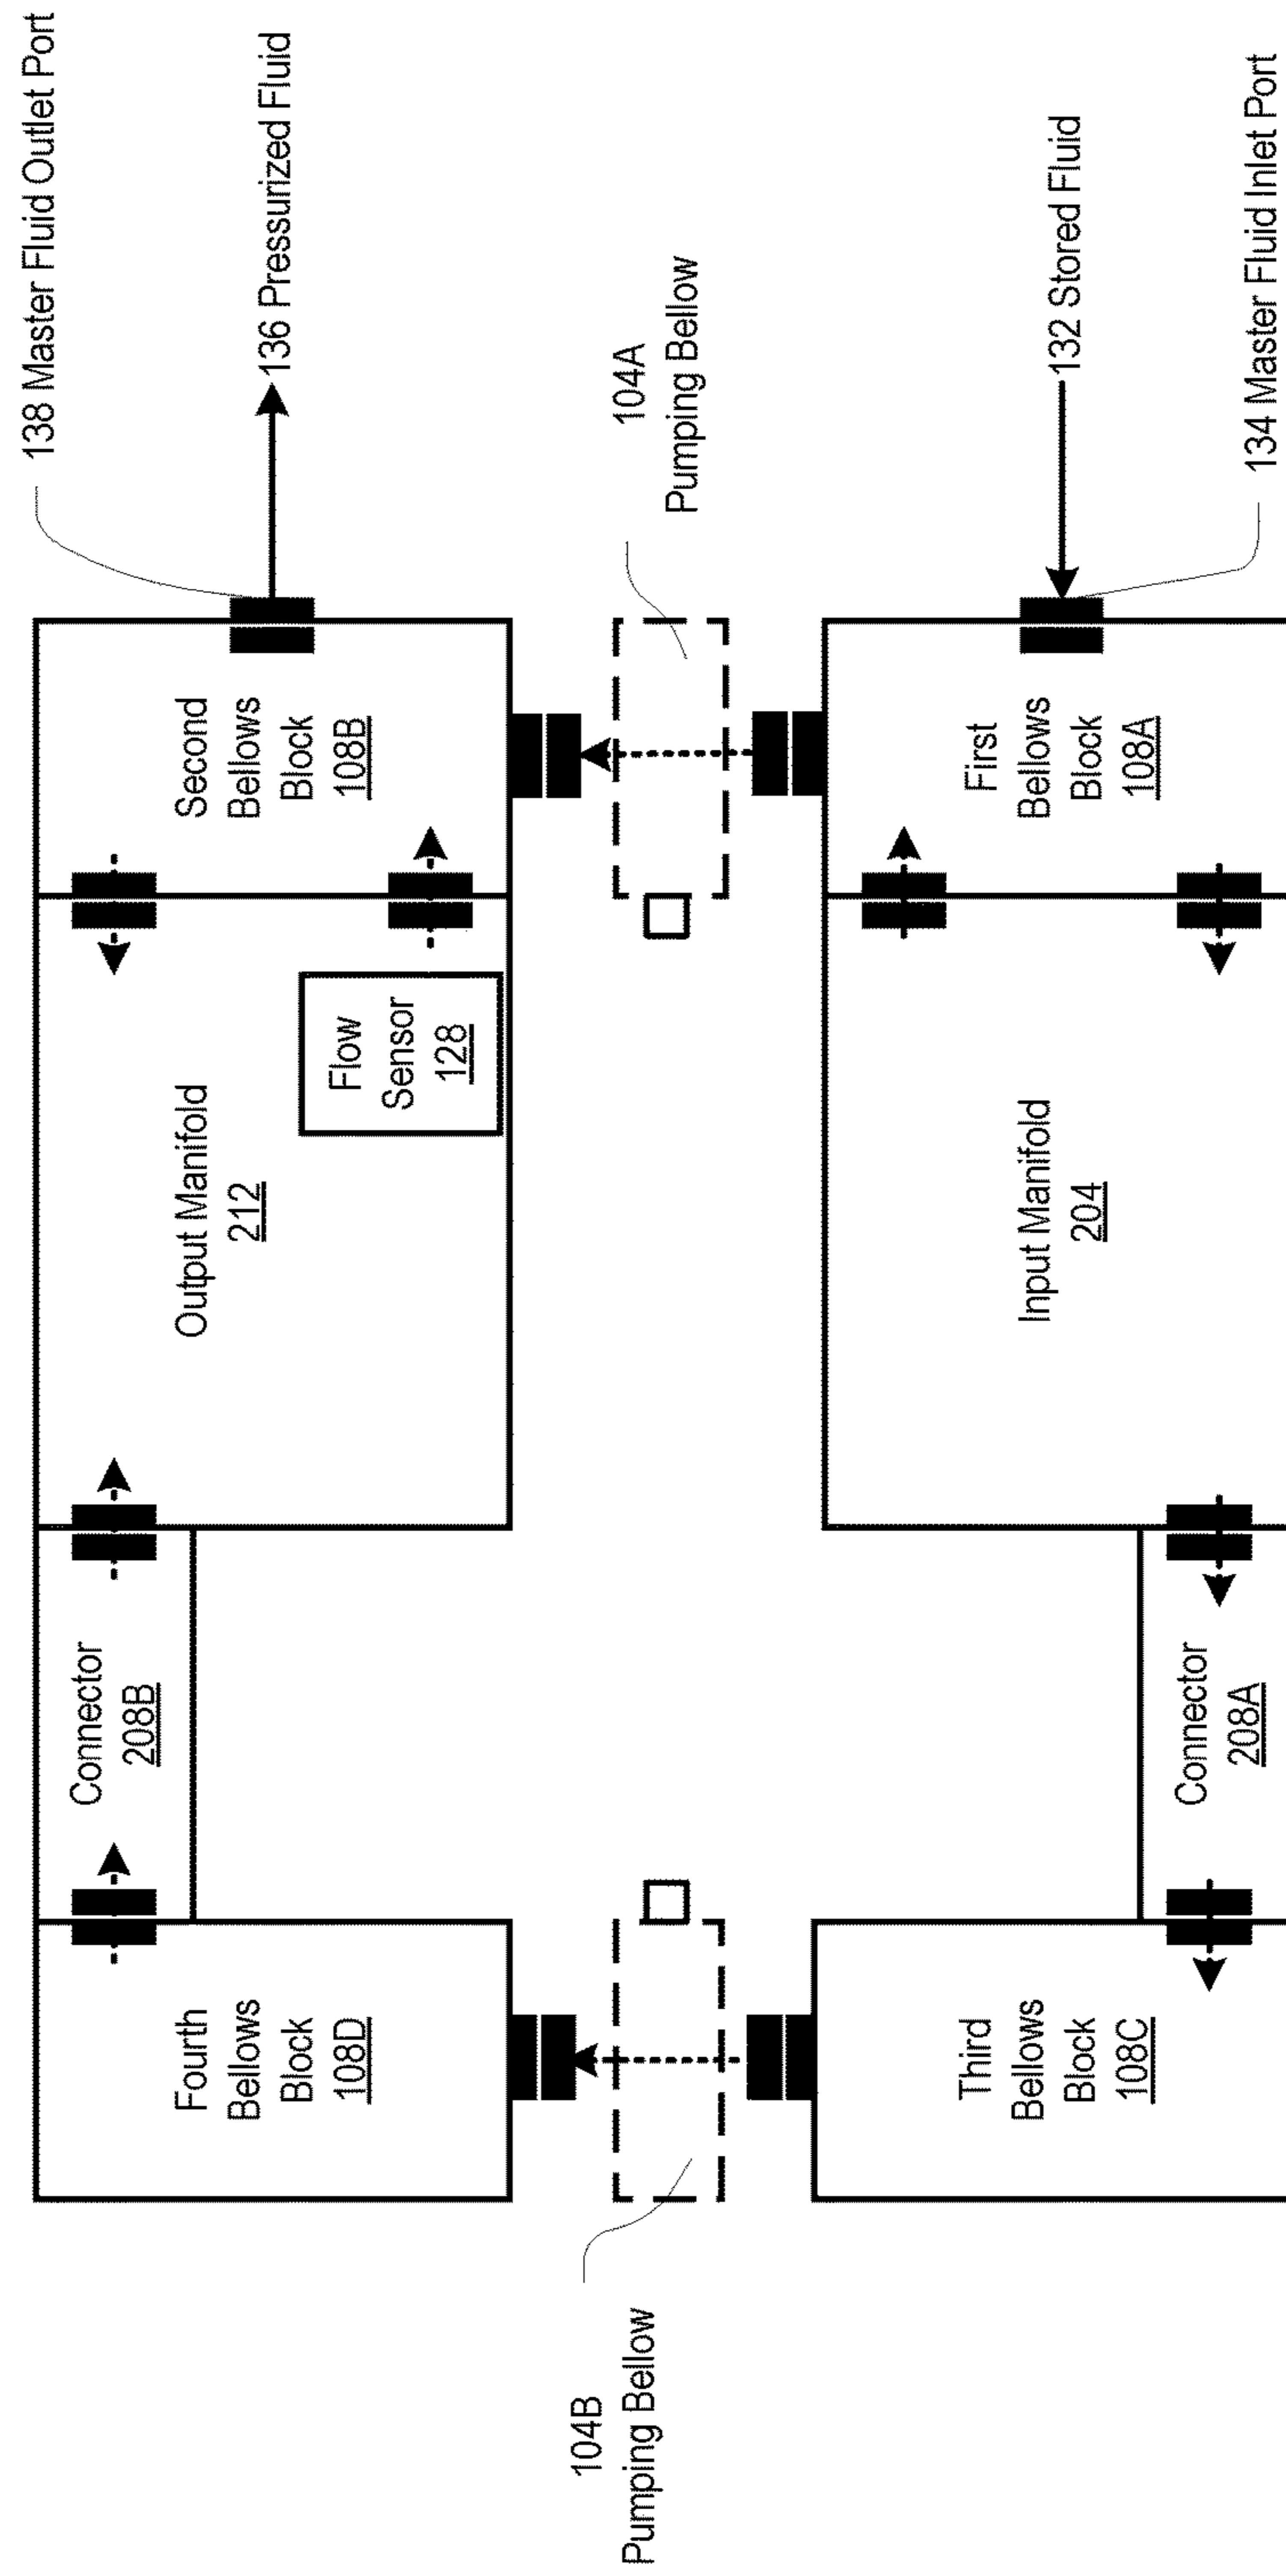 138 Master Fluid Outlet Port
136 Pressurized Fluid
104A
Pumping Bellow
132 Stored Fluid
134 Master Fluid Inlet Port
Second
Bellows
Block
108B
First
Bellows
Block
108A
Output Manifold
212
Flow
Sensor
128
Input Manifold
204
Connector
208B
Connector
208A
Fourth
Bellows
Block
108D
Third
Bellows
Block
108C
104B
Pumping Bellow